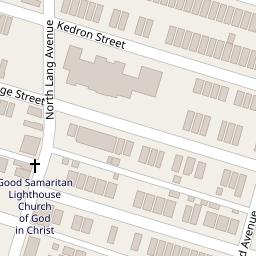 Kedron Street
North Lang Avenue
ge Street
Good Samaritan
Lighthouse
Church
of God
in Christ
d Avenue